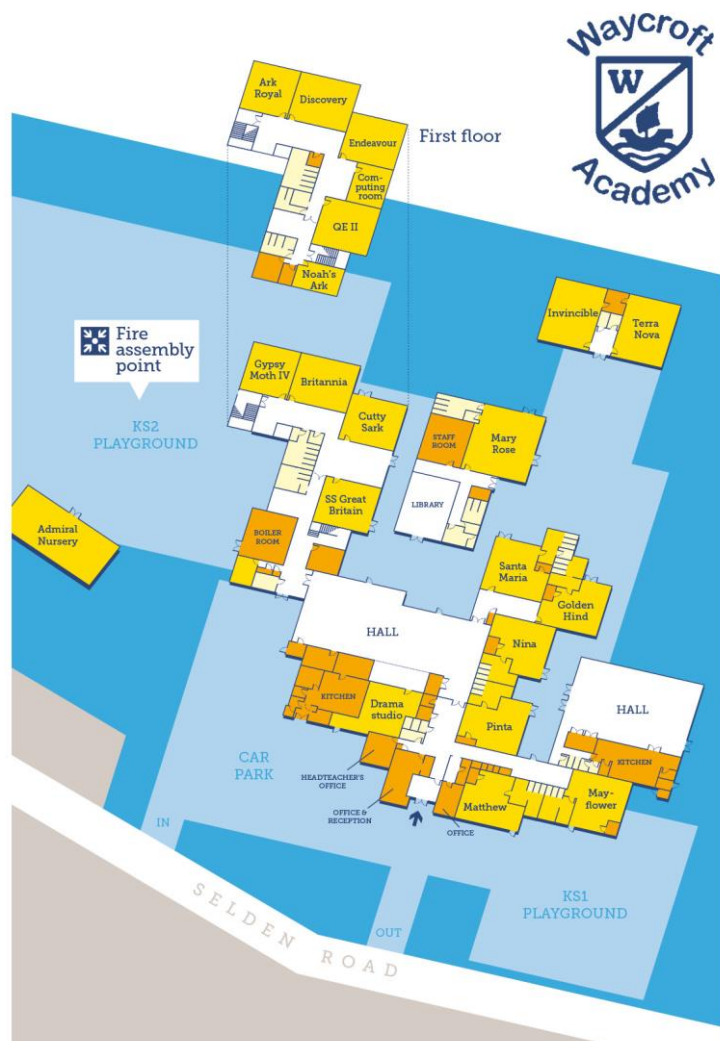 Waycroft
W
Academy
First floor
Ark
Royal
Discovery
Endeavour
Com-
puting
room
QE II
Noah's
Ark
Invincible
Terra
Nova
Fire
assembly
point
Gypsy
Moth IV
Britannia
Cutty
Sark
KS2
PLAYGROUND
STAFF
ROOM
Mary
Rose
SS Great
Britain
LIBRARY
Admiral
Nursery
BOILER
ROOM
Santa
Maria
Golden
Hind
HALL
Nina
KITCHEN
Drama
studio
Pinta
HALL
KITCHEN
CAR
PARK
HEADTEACHER'S
OFFICE
OFFICE &
RECEPTION
OFFICE
Matthew
May-
flower
IN
OUT
KS1
PLAYGROUND
SELDEN ROAD